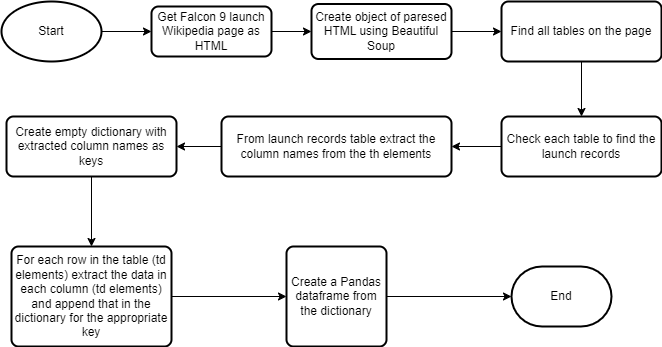 Start
Get Falcon 9 launch
Wikipedia page as
HTML
Create object of paresed
HTML using Beautiful
Soup
Find all tables on the page
Create empty dictionary with
extracted column names as
keys
From launch records table extract the
column names from the th elements
Check each table to find the
launch records
For each row in the table (td
elements) extract the data in
each column (td elements)
and append that in the
dictionary for the appropriate
key
Create a Pandas
dataframe from
the dictionary
End